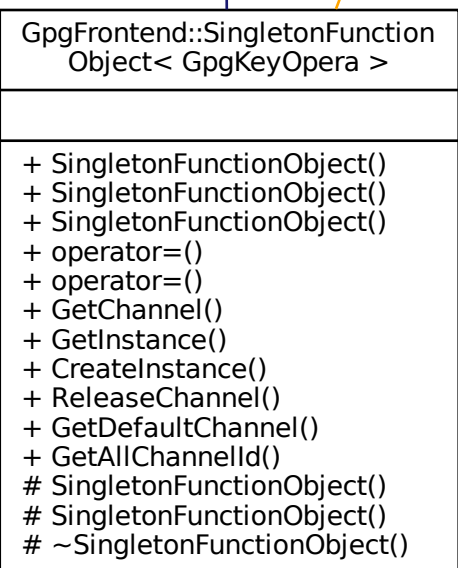 GpgFrontend::SingletonFunction
Object< GpgKeyOpera >
+ SingletonFunctionObject()
+ SingletonFunctionObject()
+ SingletonFunctionObject()
+ operator=()
+ operator=()
+ GetChannel()
+ GetInstance()
+ CreateInstance()
+ ReleaseChannel()
+ GetDefaultChannel()
+ GetAllChannelId()
# SingletonFunctionObject()
# SingletonFunctionObject()
# ~SingletonFunctionObject()